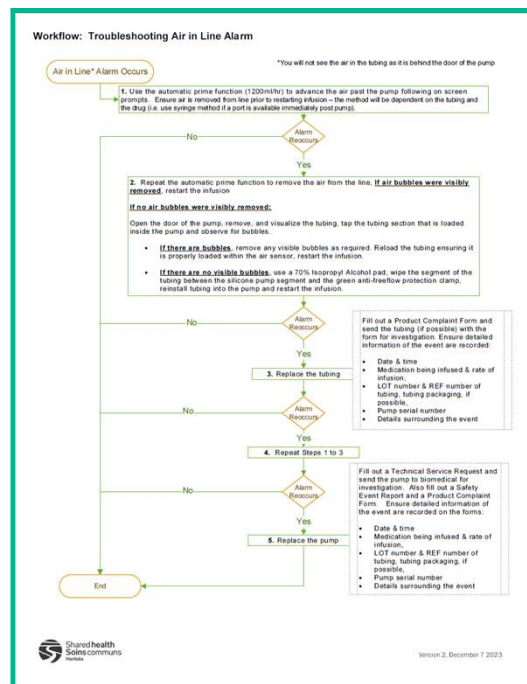 Workflow: Troubleshooting Air in Line Alarm
*You will not see the air in the tubing as it is behind the door of the pump
Air in Line* Alarm Occurs
1. Use the automatic prime function (1200ml/hr) to advance the air past the pump following on screen
prompts. Ensure air is removed from line prior to restarting infusion – the method will be dependent on the tubing and
the drug (i.e. use syringe method if a port is available immediately post pump).
No
Alarm
Reoccurs
Yes
2. Repeat the automatic prime function to remove the air from the line, If air bubbles were visibly
removed, restart the infusion
If no air bubbles were visibly removed:
Open the door of the pump, remove, and visualize the tubing, tap the tubing section that is loaded
inside the pump and observe for bubbles.
• If there are bubbles, remove any visible bubbles as required. Reload the tubing ensuring it
is properly loaded within the air sensor, restart the infusion.
• If there are no visible bubbles, use a 70% Isopropyl Alcohol pad, wipe the segment of the
tubing between the silicone pump segment and the green anti-freeflow protection clamp,
reinstall tubing into the pump and restart the infusion.
No
Alarm
Reoccurs
Yes
Fill out a Product Complaint Form and
send the tubing (if possible) with the
form for investigation. Ensure detailed
information of the event are recorded:
• Date & time
• Medication being infused & rate of
infusion,
• LOT number & REF number of
tubing, tubing packaging, if
possible,
• Pump serial number
• Details surrounding the event
3. Replace the tubing
No
Alarm
Reoccurs
Yes
4. Repeat Steps 1 to 3
No
Alarm
Reoccurs
Yes
Fill out a Technical Service Request and
send the pump to biomedical for
investigation. Also fill out a Safety
Event Report and a Product Complaint
Form. Ensure detailed information of
the event are recorded on the forms:
• Date & time
• Medication being infused & rate of
infusion,
• LOT number & REF number of
tubing, tubing packaging, if
possible,
• Pump serial number
• Details surrounding the event
5. Replace the pump
End
Shared health
Soins communs
Manitoba
Version 2, December 7 2023